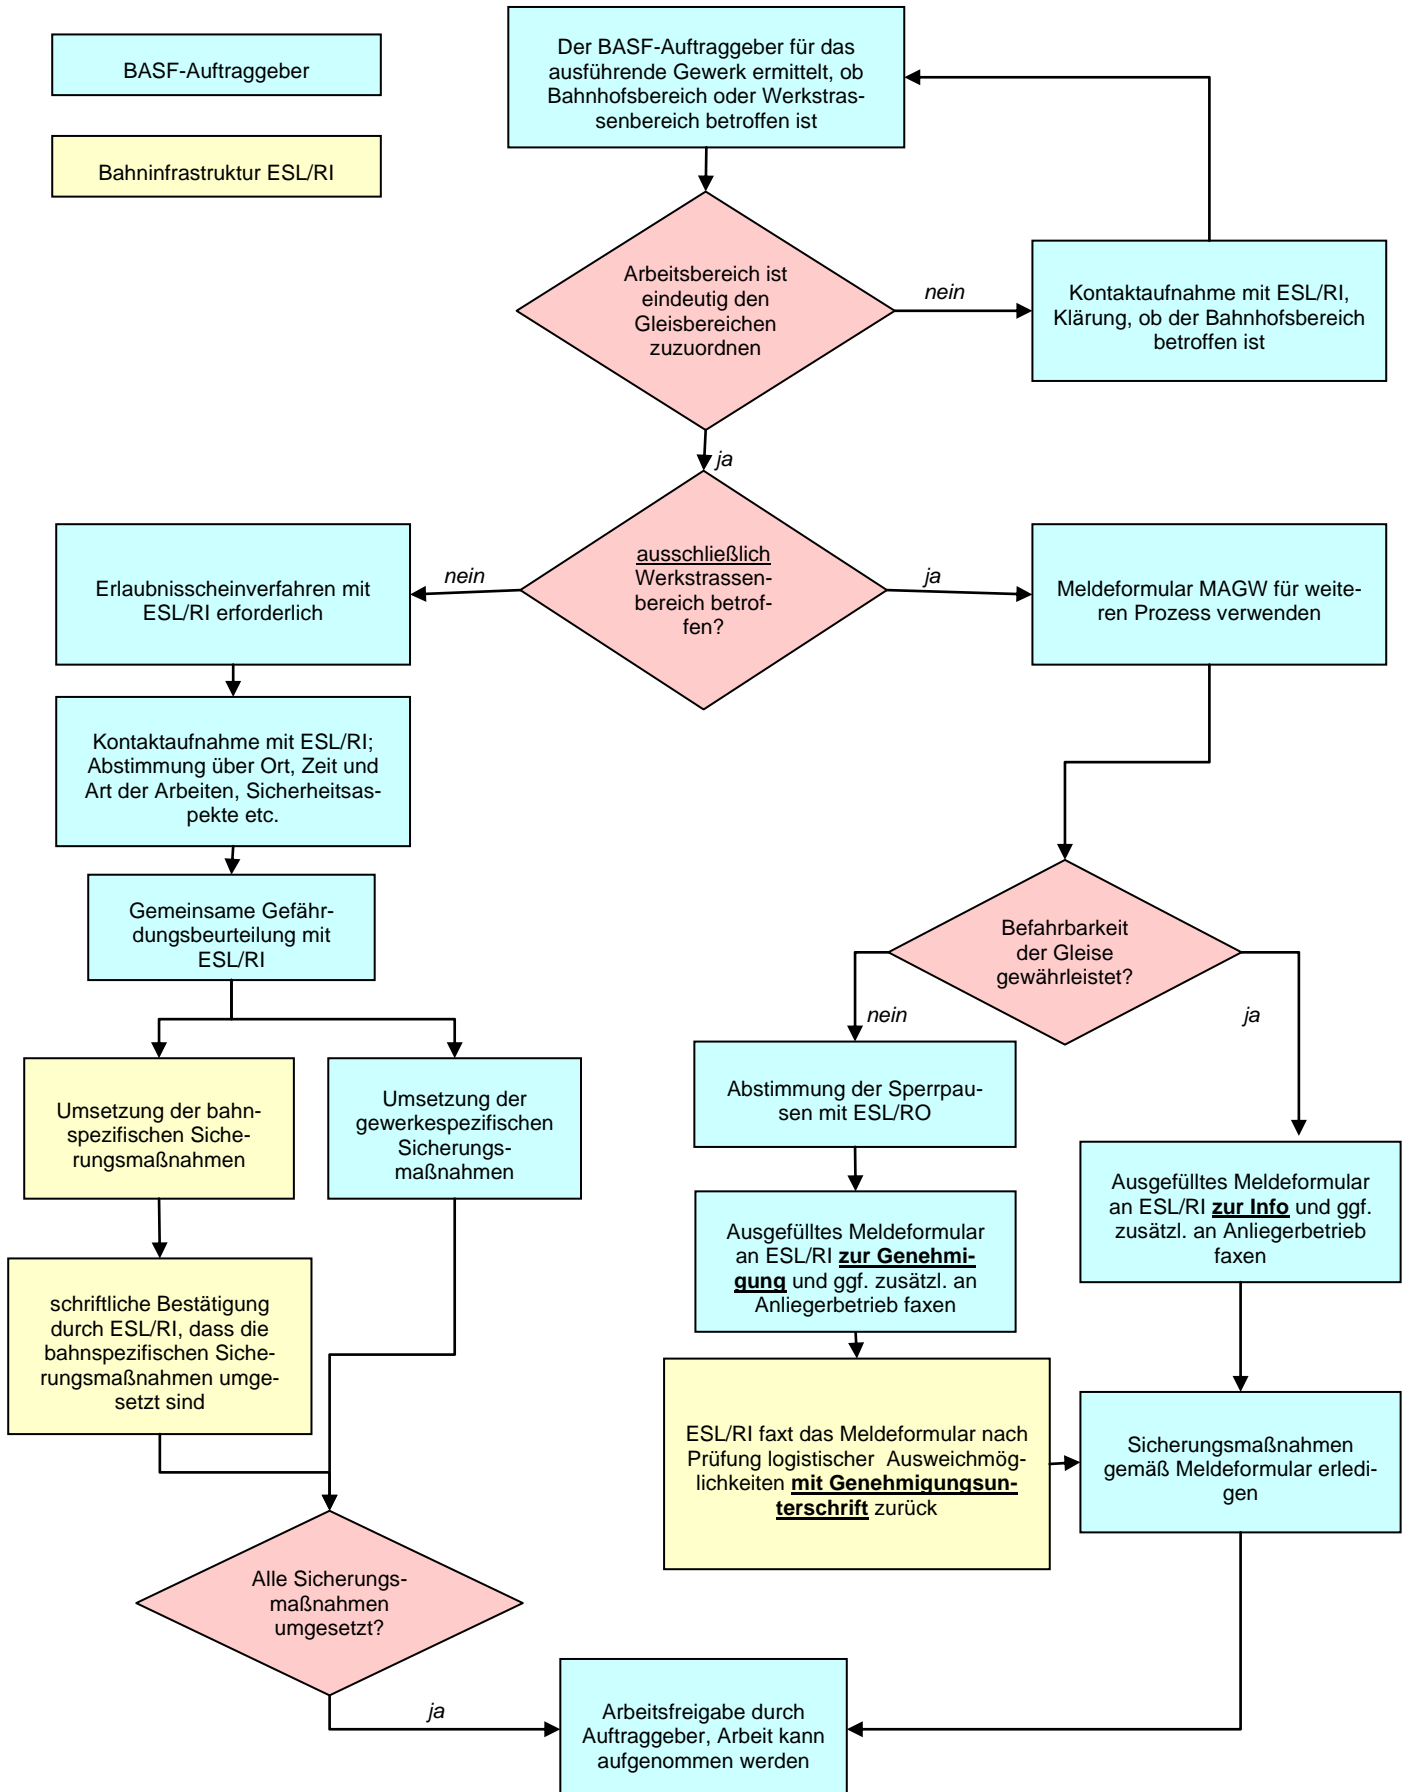 BASF-Auftraggeber
Bahninfrastruktur ESL/RI
Der BASF-Auftraggeber für das
ausführende Gewerk ermittelt, ob
Bahnhofsbereich oder Werkstras-
senbereich betroffen ist
Arbeitsbereich ist
eindeutig den
Gleisbereichen
zuzuordnen
nein
Kontaktaufnahme mit ESL/RI,
Klärung, ob der Bahnhofsbereich
betroffen ist
ja
ausschließlich
Werkstrassen-
bereich betrof-
fen?
nein
ja
Erlaubnisscheinverfahren mit
ESL/RI erforderlich
Meldeformular MAGW für weite-
ren Prozess verwenden
Kontaktaufnahme mit ESL/RI;
Abstimmung über Ort, Zeit und
Art der Arbeiten, Sicherheitsas-
pekte etc.
Gemeinsame Gefähr-
dungsbeurteilung mit
ESL/RI
Befahrbarkeit
der Gleise
gewährleistet?
nein
ja
Umsetzung der bahn-
spezifischen Siche-
rungsmaßnahmen
Umsetzung der
gewerkespezifischen
Sicherungs-
maßnahmen
Abstimmung der Sperrpau-
sen mit ESL/RO
Ausgefülltes Meldeformular
an ESL/RI zur Info und ggf.
zusätzl. an Anliegerbetrieb
faxen
Ausgefülltes Meldeformular
an ESL/RI zur Genehmi-
gung und ggf. zusätzl. an
Anliegerbetrieb faxen
schriftliche Bestätigung
durch ESL/RI, dass die
bahnspezifischen Siche-
rungsmaßnahmen umge-
setzt sind
ESL/RI faxt das Meldeformular nach
Prüfung logistischer Ausweichmög-
lichkeiten mit Genehmigungsun-
terschrift zurück
Sicherungsmaßnahmen
gemäß Meldeformular erledi-
gen
Alle Sicherungs-
maßnahmen
umgesetzt?
ja
Arbeitsfreigabe durch
Auftraggeber, Arbeit kann
aufgenommen werden